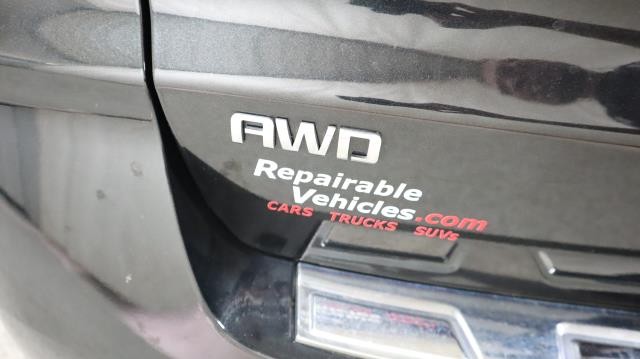 AWD
Repairable
Vehicles.com
CARS TRUCKS SUVs